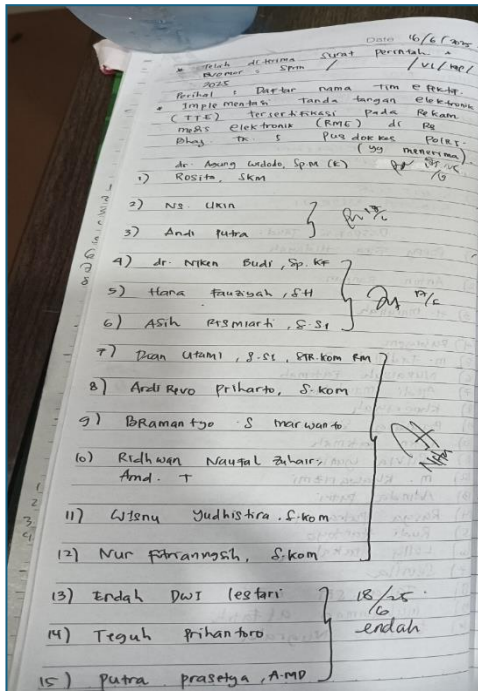 Date 16/6/2025
* Telah diterima Surat perintah
Nomor : Sprin / / VI / /
2025
Perihal : Daftar nama Tim efektif.
* Implementasi Tanda tangan elektronik
(TTE) Tersertifikasi pada Rekam
medis elektronik (RME) di RS
Bhay. TK. I Pusdokkes Polri.
(yg menerima)
dr. Agung Widodo, Sp.M (K)
1) Rosita, SKM
2) Ns. Ukin
3) Andi Putra
4) dr. Niken Budi, Sp.KF
5) Hana Fauziyah, SH
6) Asih Rismiarti, S.SI
7) Dian Utami, S.SI, STR.Kom RM
8) Andi Revo Priharto, S.kom
9) BRamantyo S marwanto
10) Ridhwan Naufal Zuhair,
Amd. T
11) Wisnu Yudhistira. S.kom
12) Nur Fitrianngsh, S.kom
13) Endah DWI lestari
18/25
6
14) Teguh Prihantoro
endah
15) Putra prasetya, A.MD